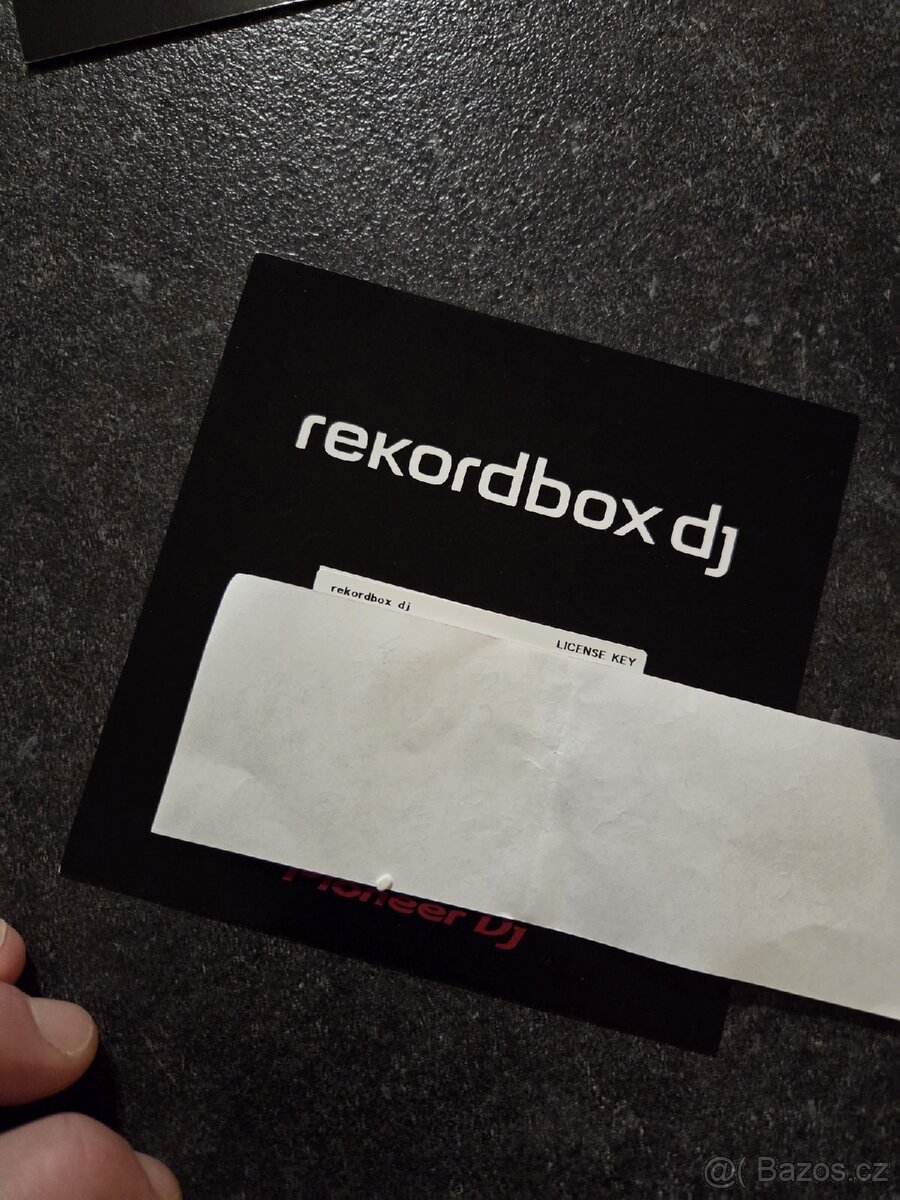 rekordbox dj
rekordbox dj
LICENSE KEY
Pioneer Dj
@( Bazos.cz